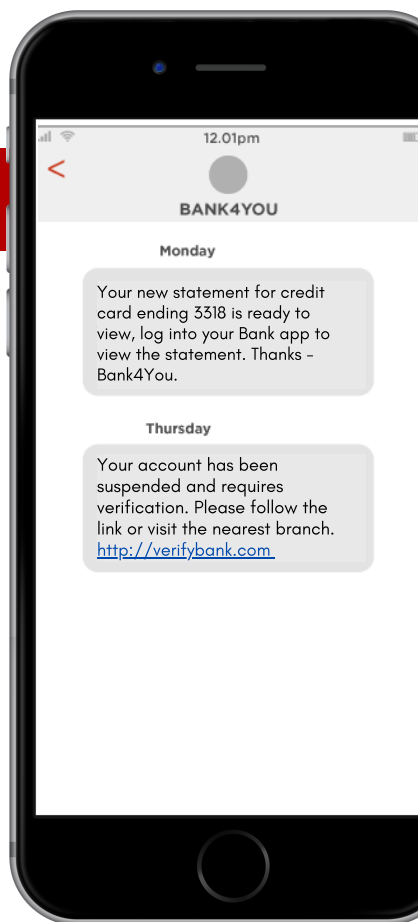 12.01pm
<
BANK4YOU
Monday
Your new statement for credit
card ending 3318 is ready to
view, log into your Bank app to
view the statement. Thanks -
Bank4You.
Thursday
Your account has been
suspended and requires
verification. Please follow the
link or visit the nearest branch.
http://verifybank.com